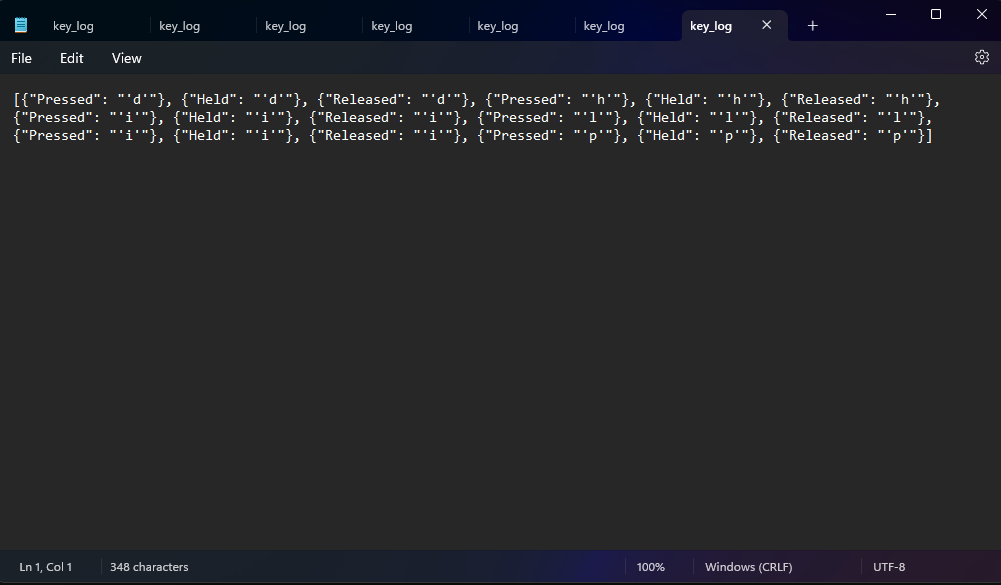 key_log key_log key_log key_log key_log key_log key_log
File Edit View
[{"Pressed": "'d'"}, {"Held": "'d'"}, {"Released": "'d'"}, {"Pressed": "'h'"}, {"Held": "'h'"}, {"Released": "'h'"},
{"Pressed": "'i'"}, {"Held": "'i'"}, {"Released": "'i'"}, {"Pressed": "'l'"}, {"Held": "'l'"}, {"Released": "'l'"},
{"Pressed": "'i'"}, {"Held": "'i'"}, {"Released": "'i'"}, {"Pressed": "'p'"}, {"Held": "'p'"}, {"Released": "'p'"}]
Ln 1, Col 1 348 characters 100% Windows (CRLF) UTF-8